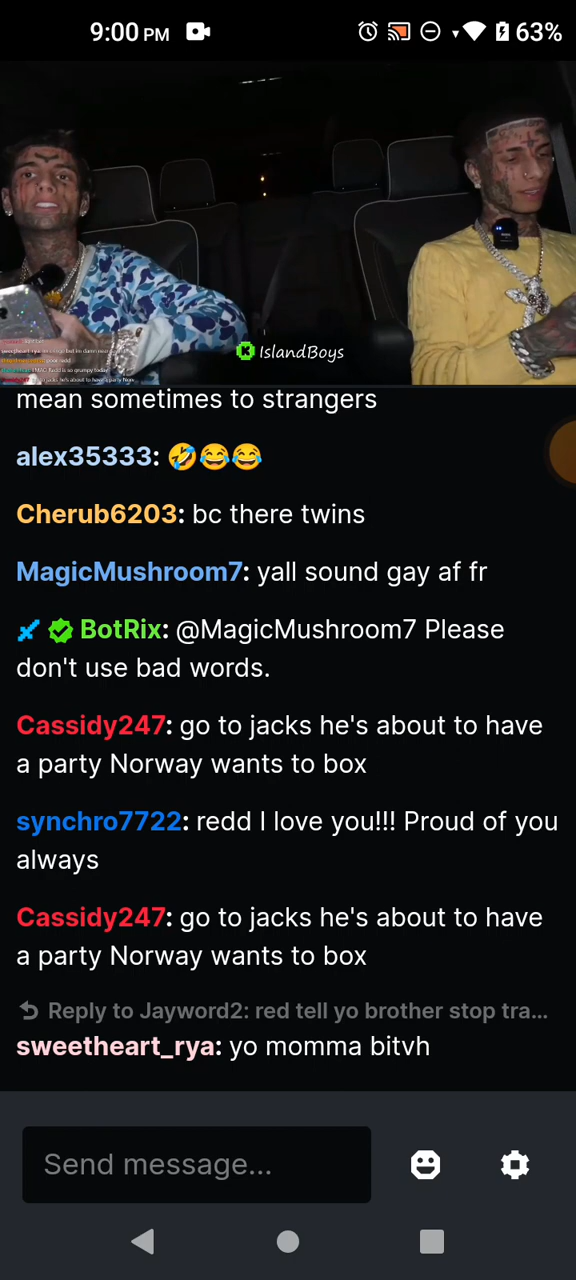 9:00 PM
63%
IslandBoys
mean sometimes to strangers
alex35333: 🤣😂😂
Cherub6203: bc there twins
MagicMushroom7: yall sound gay af fr
BotRix: @MagicMushroom7 Please
don't use bad words.
Cassidy247: go to jacks he's about to have
a party Norway wants to box
synchro7722: redd I love you!!! Proud of you
always
Cassidy247: go to jacks he's about to have
a party Norway wants to box
Reply to Jayword2: red tell yo brother stop tra...
sweetheart_rya: yo momma bitvh
Send message...